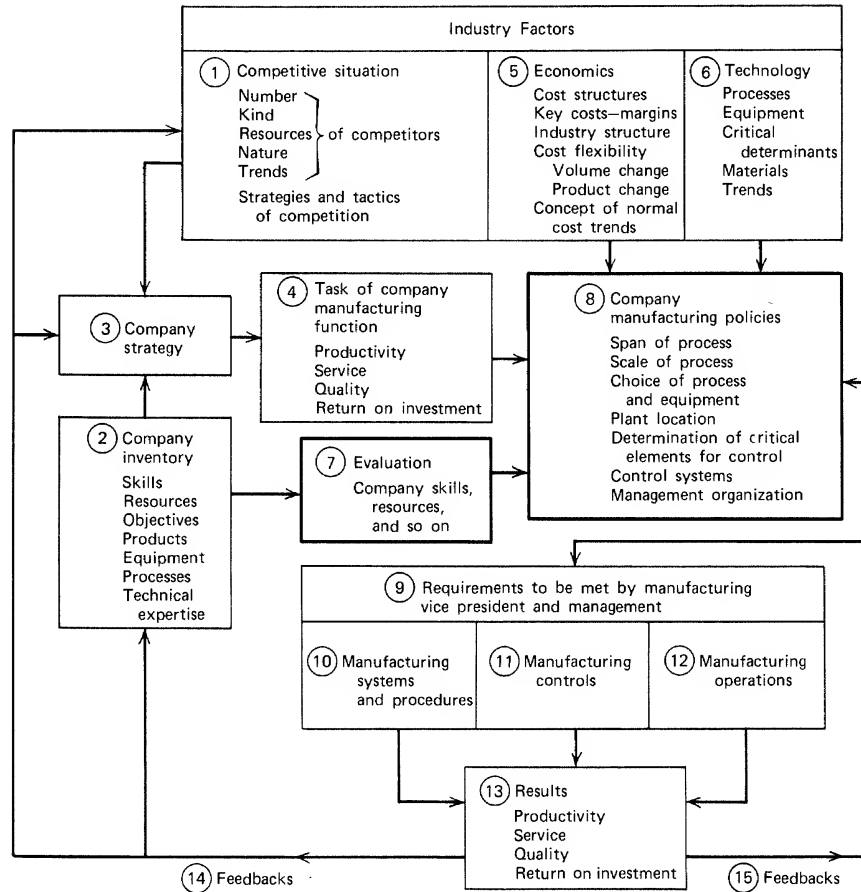 Industry Factors
1 Competitive situation
Number
Kind
Resources of competitors
Nature
Trends
Strategies and tactics
of competition
5 Economics
Cost structures
Key costs—margins
Industry structure
Cost flexibility
Volume change
Product change
Concept of normal
cost trends
6 Technology
Processes
Equipment
Critical
determinants
Materials
Trends
3 Company
strategy
4 Task of company
manufacturing
function
Productivity
Service
Quality
Return on investment
8 Company
manufacturing policies
Span of process
Scale of process
Choice of process
and equipment
Plant location
Determination of critical
elements for control
Control systems
Management organization
2 Company
inventory
Skills
Resources
Objectives
Products
Equipment
Processes
Technical
expertise
7 Evaluation
Company skills,
resources,
and so on
9 Requirements to be met by manufacturing
vice president and management
10 Manufacturing
systems
and procedures
11 Manufacturing
controls
12 Manufacturing
operations
13 Results
Productivity
Service
Quality
Return on investment
14 Feedbacks
15 Feedbacks